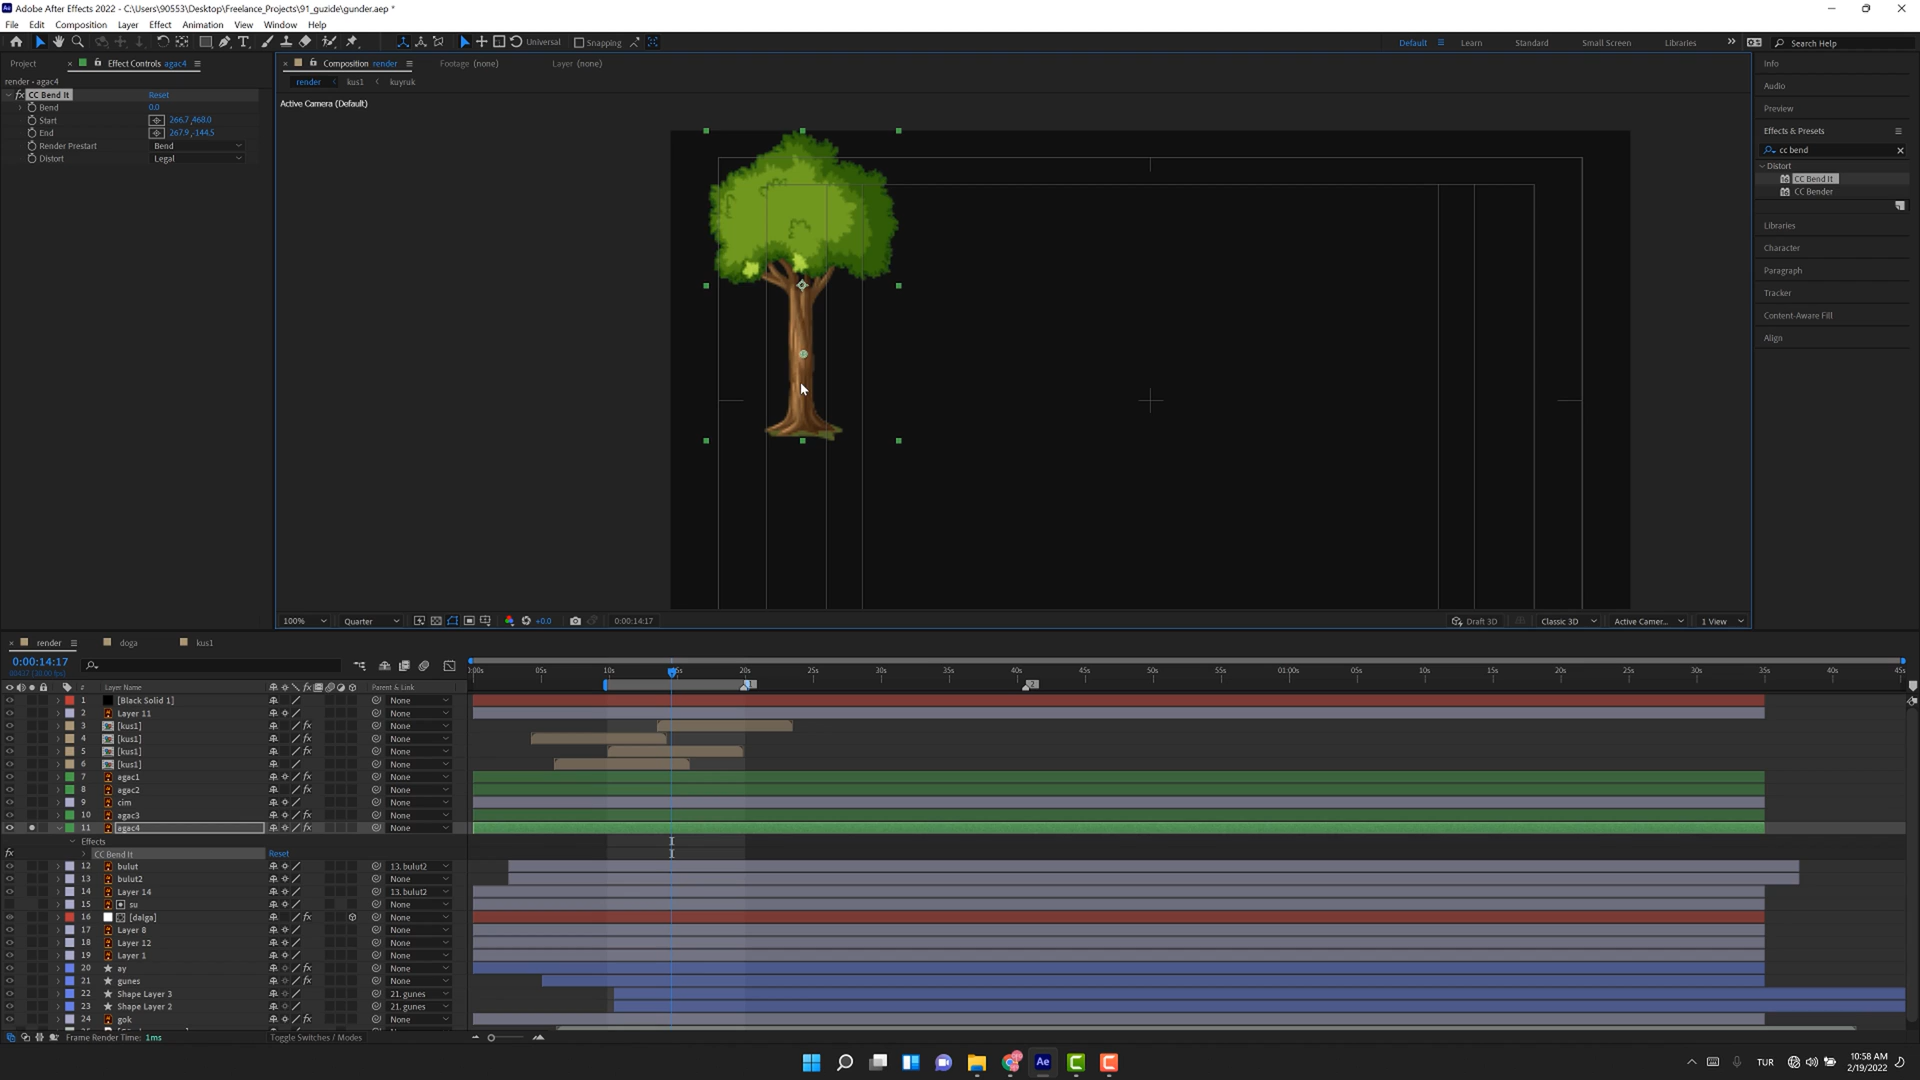 Adobe After Effects 2022 - C:\Users\90553\Desktop\Freelance_Projects\91_guzide\gunder.aep *
File Edit Composition Layer Effect Animation View Window Help
Universal Snapping Default Learn Standard Small Screen Libraries Search Help
Project Effect Controls agac4
render • agac4
fx CC Bend It Reset
Bend 0.0
Start 266.7,468.0
End 267.9,-144.5
Render Prestart Bend
Distort Legal
Composition render Footage (none) Layer (none)
render kus1 kuyruk
Active Camera (Default)
100% Quarter +0.0 0:00:14:17 Draft 3D Classic 3D Active Camer... 1 View
Info
Audio
Preview
Effects & Presets
cc bend
Distort
CC Bend It
CC Bender
Libraries
Character
Paragraph
Tracker
Content-Aware Fill
Align
render doga kus1
0:00:14:17
:00s 05s 10s 20s 25s 30s 35s 40s 45s 50s 55s 01:00s 05s 10s 15s 20s 25s 30s 35s 40s 45s
# Layer Name Parent & Link
1 [Black Solid 1] None
2 Layer 11 None
3 [kus1] None
4 [kus1] None
5 [kus1] None
6 [kus1] None
7 agac1 None
8 agac2 None
9 cim None
10 agac3 None
11 agac4 None
Effects
fx CC Bend It Reset
12 bulut 13. bulut2
13 bulut2 None
14 Layer 14 13. bulut2
15 su None
16 [dalga] None
17 Layer 8 None
18 Layer 12 None
19 Layer 1 None
20 ay None
21 gunes None
22 Shape Layer 3 21. gunes
23 Shape Layer 2 21. gunes
24 gok None
Frame Render Time: 1ms Toggle Switches / Modes
TUR 10:58 AM
2/19/2022